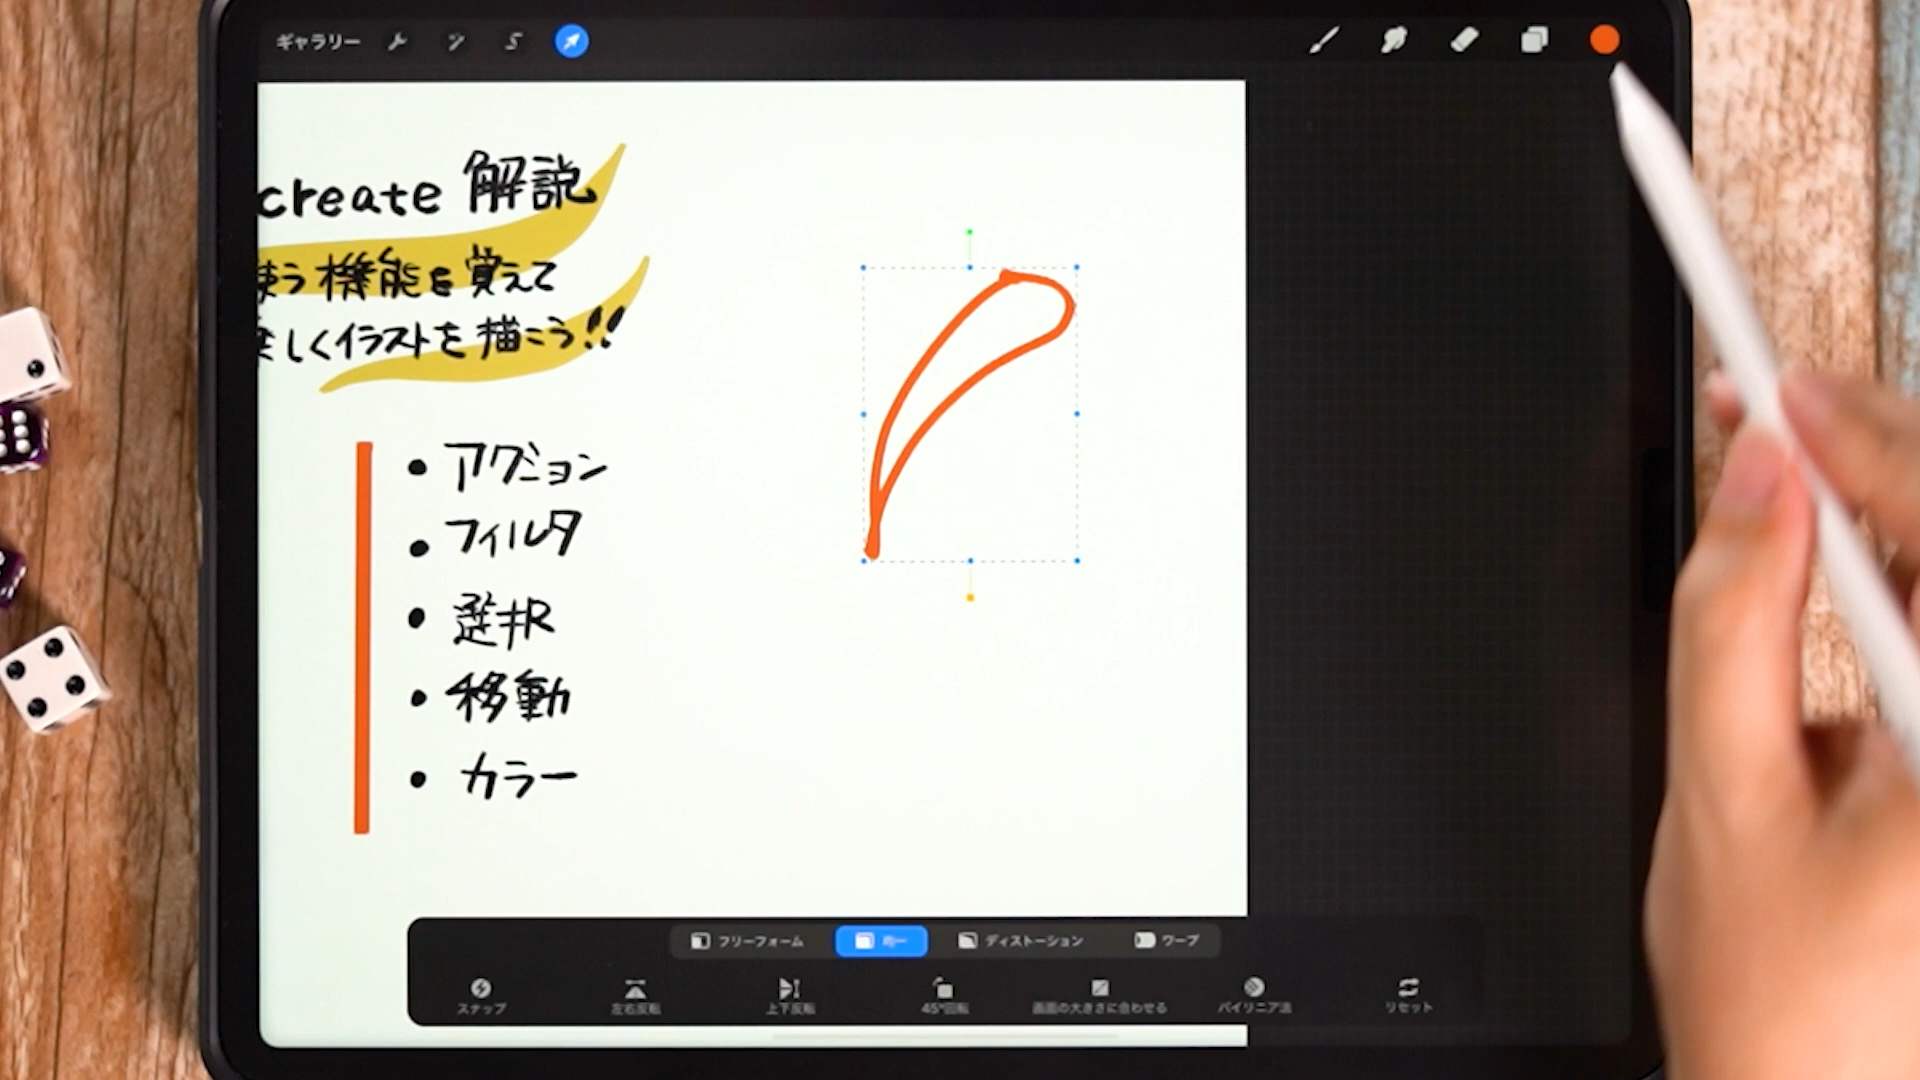 ギャラリー
create 解説
使う機能を覚えて
楽しくイラストを描こう!!
• アクション
• フィルタ
• 選択
• 移動
• カラー
フリーフォーム 均一 ディストーション ワープ
スナップ 左右反転 上下反転 45°回転 画面の大きさに合わせる バイリニア法 リセット